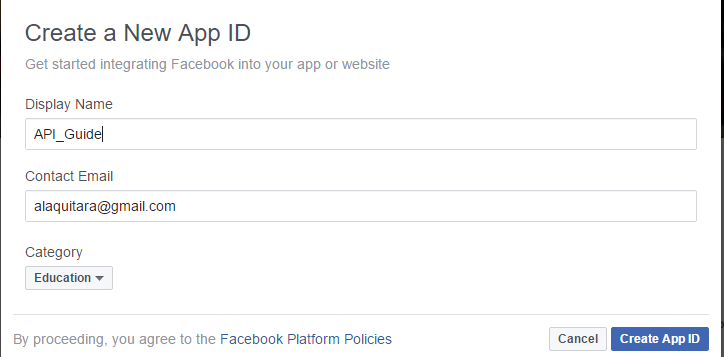 Create a New App ID
Get started integrating Facebook into your app or website
Display Name
API_Guide
Contact Email
alaquitara@gmail.com
Category
Education
By proceeding, you agree to the Facebook Platform Policies
Cancel
Create App ID